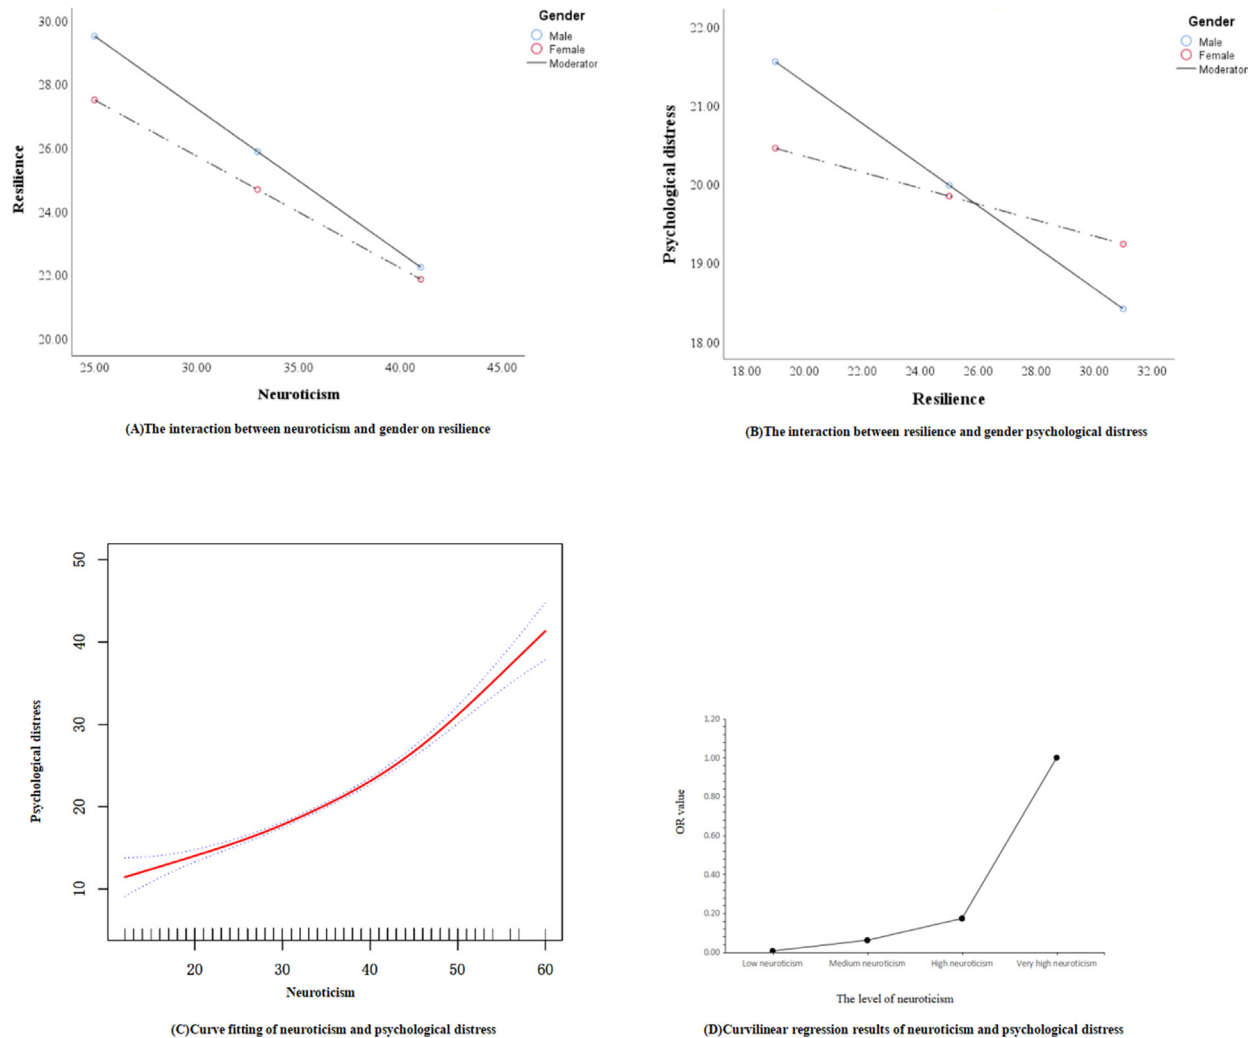 Gender
Male
Female
Moderator
30.00
28.00
26.00
24.00
22.00
20.00
Resilience
25.00 30.00 35.00 40.00 45.00
Neuroticism
(A)The interaction between neuroticism and gender on resilience
Gender
Male
Female
Moderator
22.00
21.00
20.00
19.00
18.00
Psychological distress
18.00 20.00 22.00 24.00 26.00 28.00 30.00 32.00
Resilience
(B)The interaction between resilience and gender psychological distress
50
40
30
20
10
Psychological distress
20 30 40 50 60
Neuroticism
(C)Curve fitting of neuroticism and psychological distress
1.20
1.00
0.80
0.60
0.40
0.20
0.00
OR value
Low neuroticism Medium neuroticism High neuroticism Very high neuroticism
The level of neuroticism
(D)Curvilinear regression results of neuroticism and psychological distress